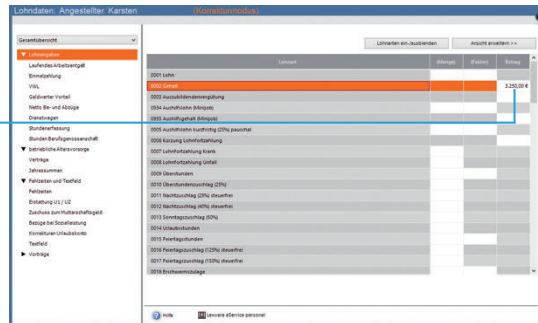 Lohndaten: Angestellter Karsten (Korrekturmodus)
Gesamtübersicht
Lohnarten ein-/ausblenden
Ansicht erweitern >>
Lohnangaben
Laufendes Arbeitsentgelt
Einmalzahlung
VWL
Geldwerter Vorteil
Netto Be- und Abzüge
Dienstwagen
Stundenerfassung
Stunden Berufsgenossenschaft
betriebliche Altersvorsorge
Verträge
Jahressummen
Fehlzeiten und Textfeld
Fehlzeiten
Erstattung U1 / U2
Zuschuss zum Mutterschaftsgeld
Bezüge bei Sozialleistung
Korrekturen Urlaubskonto
Textfeld
Vorträge
Lohnart (Menge) (Faktor) Betrag
0001 Lohn
0002 Gehalt 3.250,00 €
0003 Auszubildendenvergütung
0934 Aushilfslohn (Minijob)
0935 Aushilfsgehalt (Minijob)
0005 Aushilfslohn kurzfristig (25%) pauschal
0006 Kürzung Lohnfortzahlung
0007 Lohnfortzahlung Krank
0008 Lohnfortzahlung Unfall
0009 Überstunden
0010 Überstundenzuschlag (25%)
0011 Nachtzuschlag (25%) steuerfrei
0012 Nachtzuschlag (40%) steuerfrei
0013 Sonntagszuschlag (50%)
0014 Urlaubsstunden
0015 Feiertagsstunden
0016 Feiertagszuschlag (125%) steuerfrei
0017 Feiertagszuschlag (150%) steuerfrei
0018 Erschwerniszulage
Hilfe
Lexware eService personal